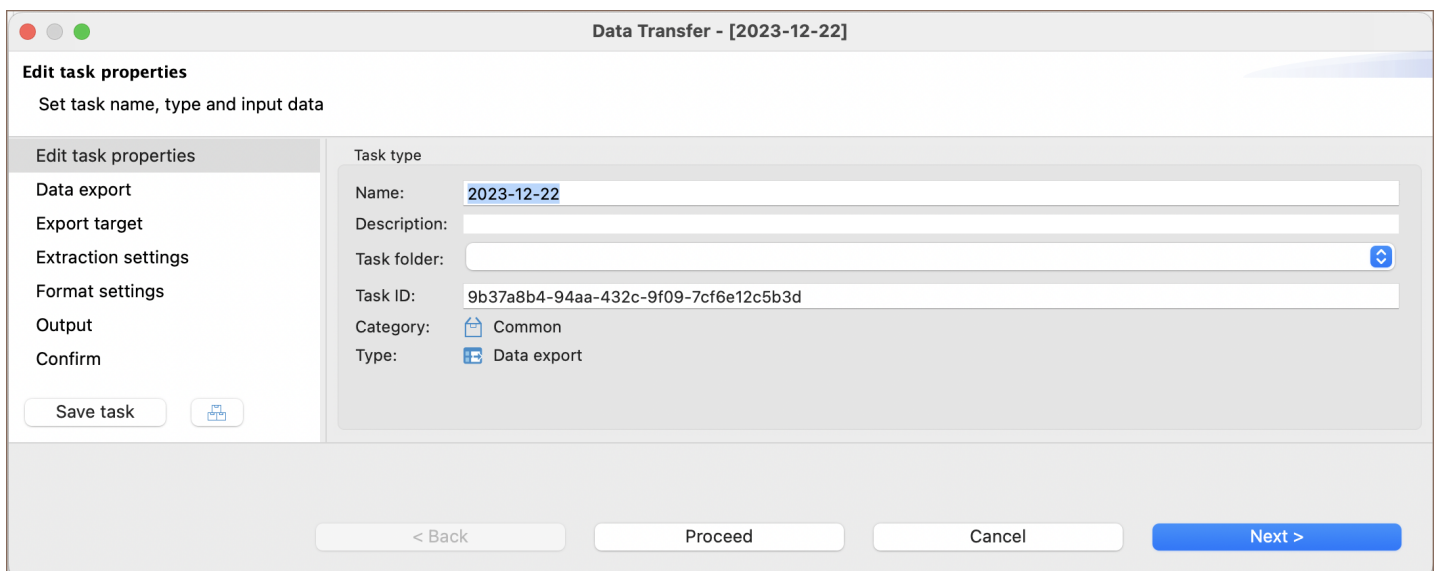 Data Transfer - [2023-12-22]
Edit task properties
Set task name, type and input data
Edit task properties
Data export
Export target
Extraction settings
Format settings
Output
Confirm
Save task
Task type
Name: 2023-12-22
Description:
Task folder:
Task ID: 9b37a8b4-94aa-432c-9f09-7cf6e12c5b3d
Category: Common
Type: Data export
< Back
Proceed
Cancel
Next >